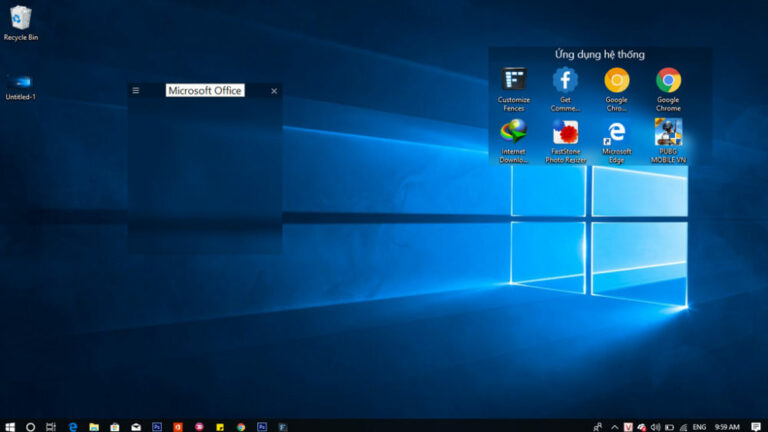 Recycle Bin
Untitled-1
Microsoft Office
Ứng dụng hệ thống
Customize
Fences
Get
Comme...
Google
Chro...
Google
Chrome
Internet
Downlo...
FastStone
Photo Resizer
Microsoft
Edge
PUBG
MOBILE VN
ENG
9:59 AM